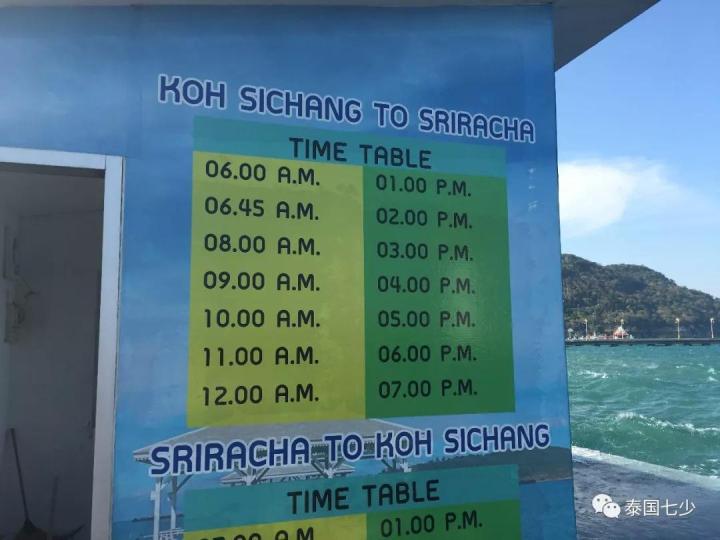 KOH SICHANG TO SRIRACHA
TIME TABLE
06.00 A.M. 01.00 P.M.
06.45 A.M. 02.00 P.M.
08.00 A.M. 03.00 P.M.
09.00 A.M. 04.00 P.M.
10.00 A.M. 05.00 P.M.
11.00 A.M. 06.00 P.M.
12.00 A.M. 07.00 P.M.
SRIRACHA TO KOH SICHANG
TIME TABLE
01.00 P.M.
泰国七少